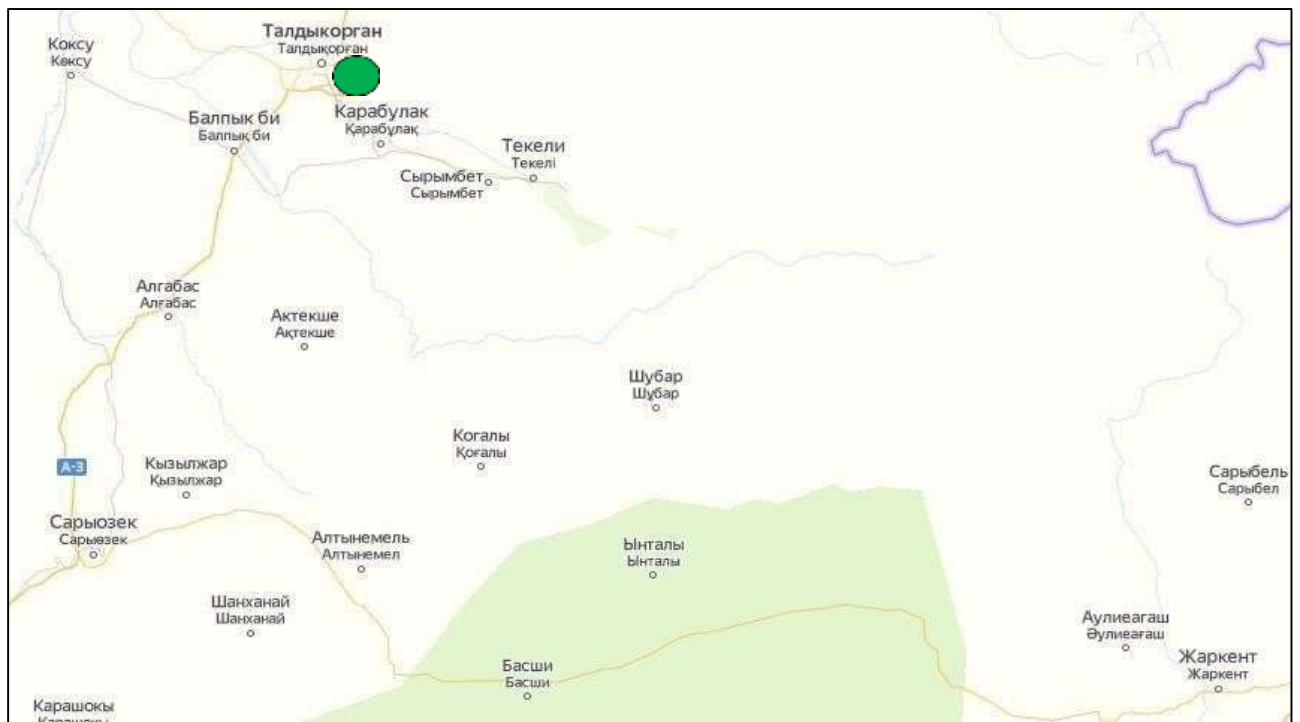 Талдыкорган
Талдықорған
Коксу
Көксу
Балпык би
Балпық би
Карабулак
Қарабұлақ
Текели
Текелі
Сырымбет
Сырымбет
Алгабас
Алғабас
Актекше
Ақтекше
Шубар
Шұбар
Когалы
Қоғалы
А-3
Кызылжар
Қызылжар
Сарыбель
Сарыбел
Сарыозек
Сарыөзек
Алтынемель
Алтынемел
Ынталы
Ынталы
Шанханай
Шанханай
Аулиеагаш
Әулиеағаш
Басши
Басши
Жаркент
Жаркент
Карашокы